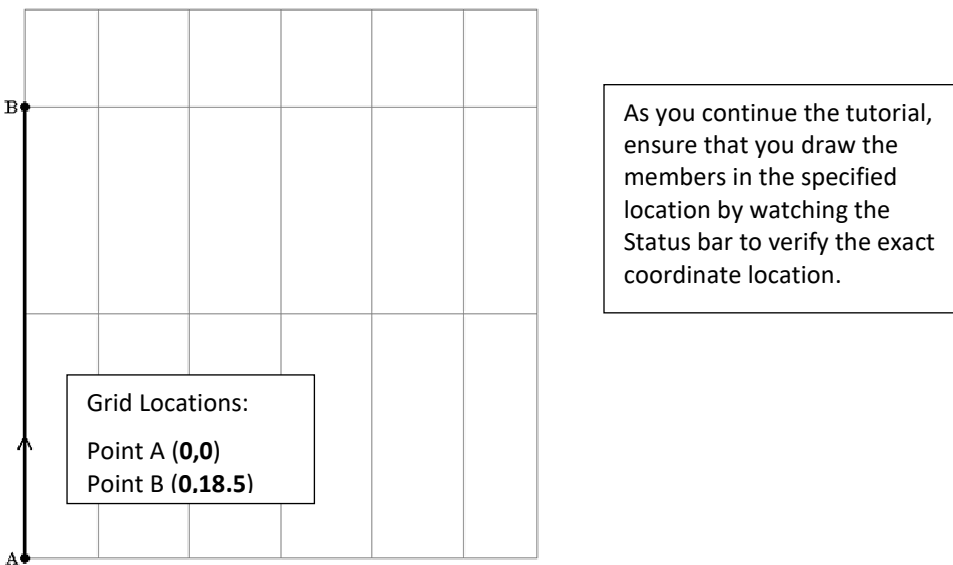 B
As you continue the tutorial,
ensure that you draw the
members in the specified
location by watching the
Status bar to verify the exact
coordinate location.
Grid Locations:
Point A (0,0)
Point B (0,18.5)
A